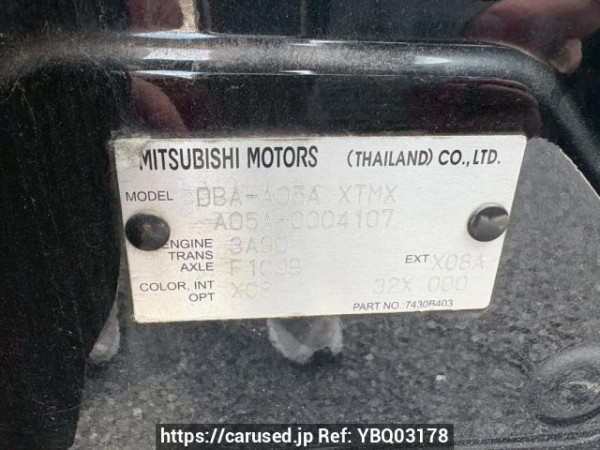 MITSUBISHI MOTORS (THAILAND) CO., LTD.
MODEL DBA-A05A XTMX
A05A-0004107
ENGINE 3A90
TRANS
AXLE F1C0B EXT X08A
COLOR, INT
OPT 32X 000
PART NO.:7430B403
https://carused.jp Ref: YBQ03178